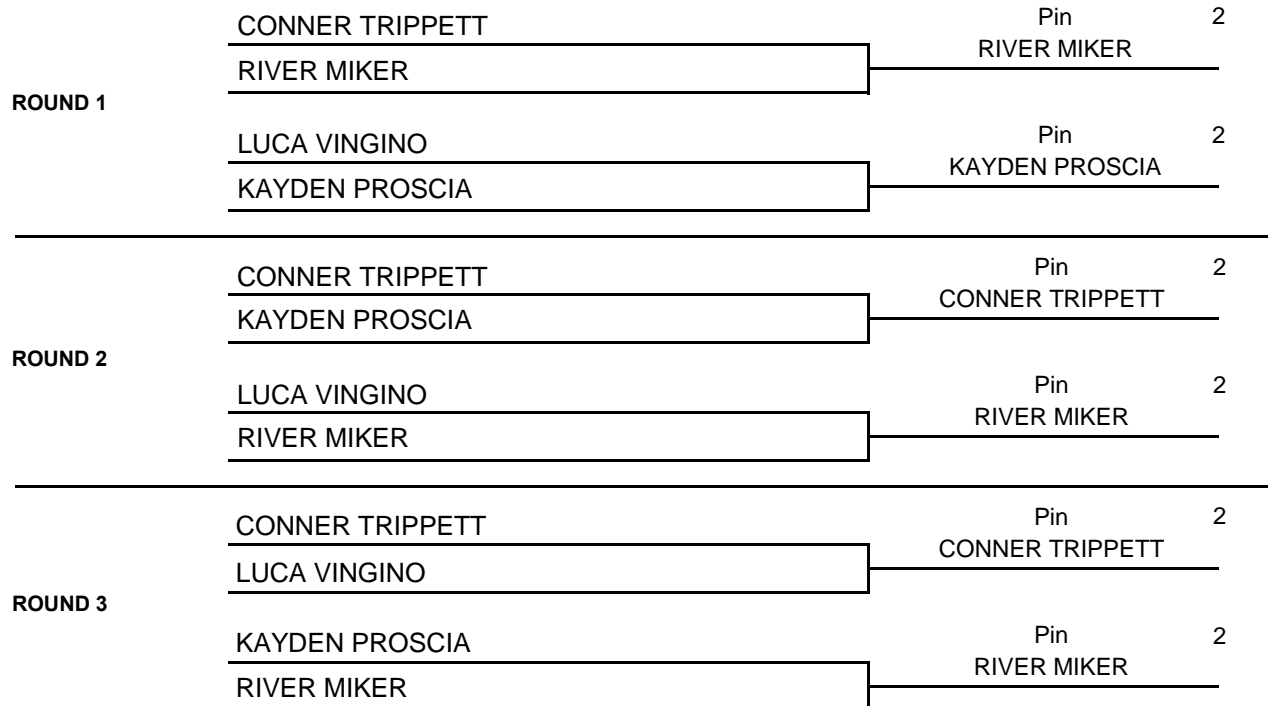 CONNER TRIPPETT
Pin 2
RIVER MIKER
RIVER MIKER
ROUND 1
LUCA VINGINO
Pin 2
KAYDEN PROSCIA
KAYDEN PROSCIA
CONNER TRIPPETT
Pin 2
CONNER TRIPPETT
KAYDEN PROSCIA
ROUND 2
LUCA VINGINO
Pin 2
RIVER MIKER
RIVER MIKER
CONNER TRIPPETT
Pin 2
CONNER TRIPPETT
LUCA VINGINO
ROUND 3
KAYDEN PROSCIA
Pin 2
RIVER MIKER
RIVER MIKER